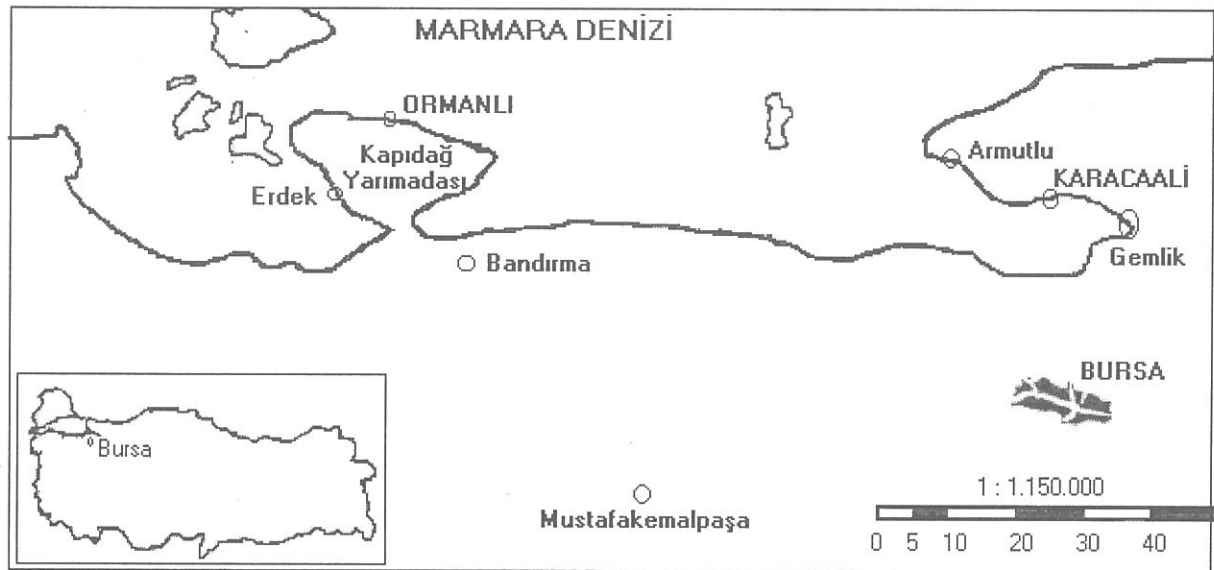 MARMARA DENİZİ
ORMANLI
Kapıdağ
Yarımadası
Erdek
Bandırma
Armutlu
KARACAALİ
Gemlik
BURSA
Bursa
Mustafakemalpaşa
1 : 1.150.000
0 5 10 20 30 40